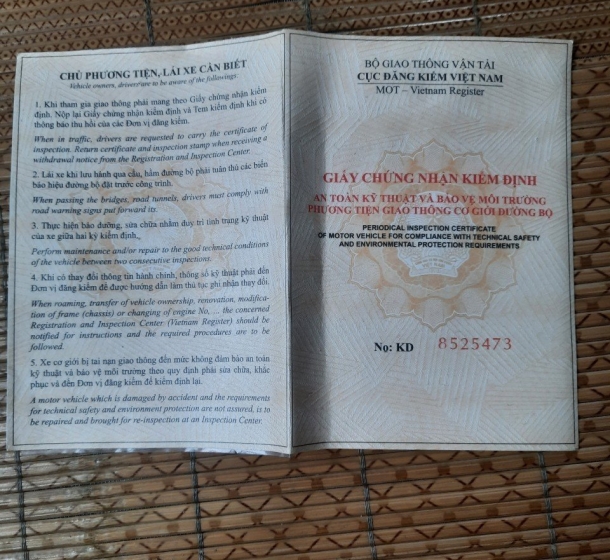 CHỦ PHƯƠNG TIỆN, LÁI XE CẦN BIẾT
Vehicle owners, drivers are to be aware of the followings:
1. Khi tham gia giao thông phải mang theo Giấy chứng nhận kiểm
định. Nộp lại Giấy chứng nhận kiểm định và Tem kiểm định khi có
thông báo thu hồi của các Đơn vị đăng kiểm.
When in traffic, drivers are requested to carry the certificate of
inspection. Return certificate and inspection stamp when receiving a
withdrawal notice from the Registration and Inspection Center.
2. Lái xe khi lưu hành qua cầu, hầm đường bộ phải tuân thủ các biển
báo hiệu đường bộ đặt trước công trình.
When passing the bridges, road tunnels, drivers must comply with
road warning signs put forward its.
3. Thực hiện bảo dưỡng, sửa chữa nhằm duy trì tình trạng kỹ thuật
của xe giữa hai kỳ kiểm định.
Perform maintenance and/or repair to the good technical conditions
of the vehicle between two consecutive inspections.
4. Khi có thay đổi thông tin hành chính, thông số kỹ thuật phải đến
Đơn vị đăng kiểm để được hướng dẫn làm thủ tục ghi nhận thay đổi.
When roaming, transfer of vehicle ownership, renovation, modifica-
tion of frame (chassis) or changing of engine No, ... the concerned
Registration and Inspection Center (Vietnam Register) should be
notified for instructions and the required procedures are to be
followed.
5. Xe cơ giới bị tai nạn giao thông đến mức không đảm bảo an toàn
kỹ thuật và bảo vệ môi trường theo quy định phải sửa chữa, khắc
phục và đến Đơn vị đăng kiểm để kiểm định lại.
A motor vehicle which is damaged by accident and the requirements
for technical safety and environment protection are not assured, is to
be repaired and brought for re-inspection at an Inspection Center.
BỘ GIAO THÔNG VẬN TẢI
CỤC ĐĂNG KIỂM VIỆT NAM
MOT – Vietnam Register
GIẤY CHỨNG NHẬN KIỂM ĐỊNH
AN TOÀN KỸ THUẬT VÀ BẢO VỆ MÔI TRƯỜNG
PHƯƠNG TIỆN GIAO THÔNG CƠ GIỚI ĐƯỜNG BỘ
PERIODICAL INSPECTION CERTIFICATE
OF MOTOR VEHICLE FOR COMPLIANCE WITH TECHNICAL SAFETY
AND ENVIRONMENTAL PROTECTION REQUIREMENTS
No: KD 8525473